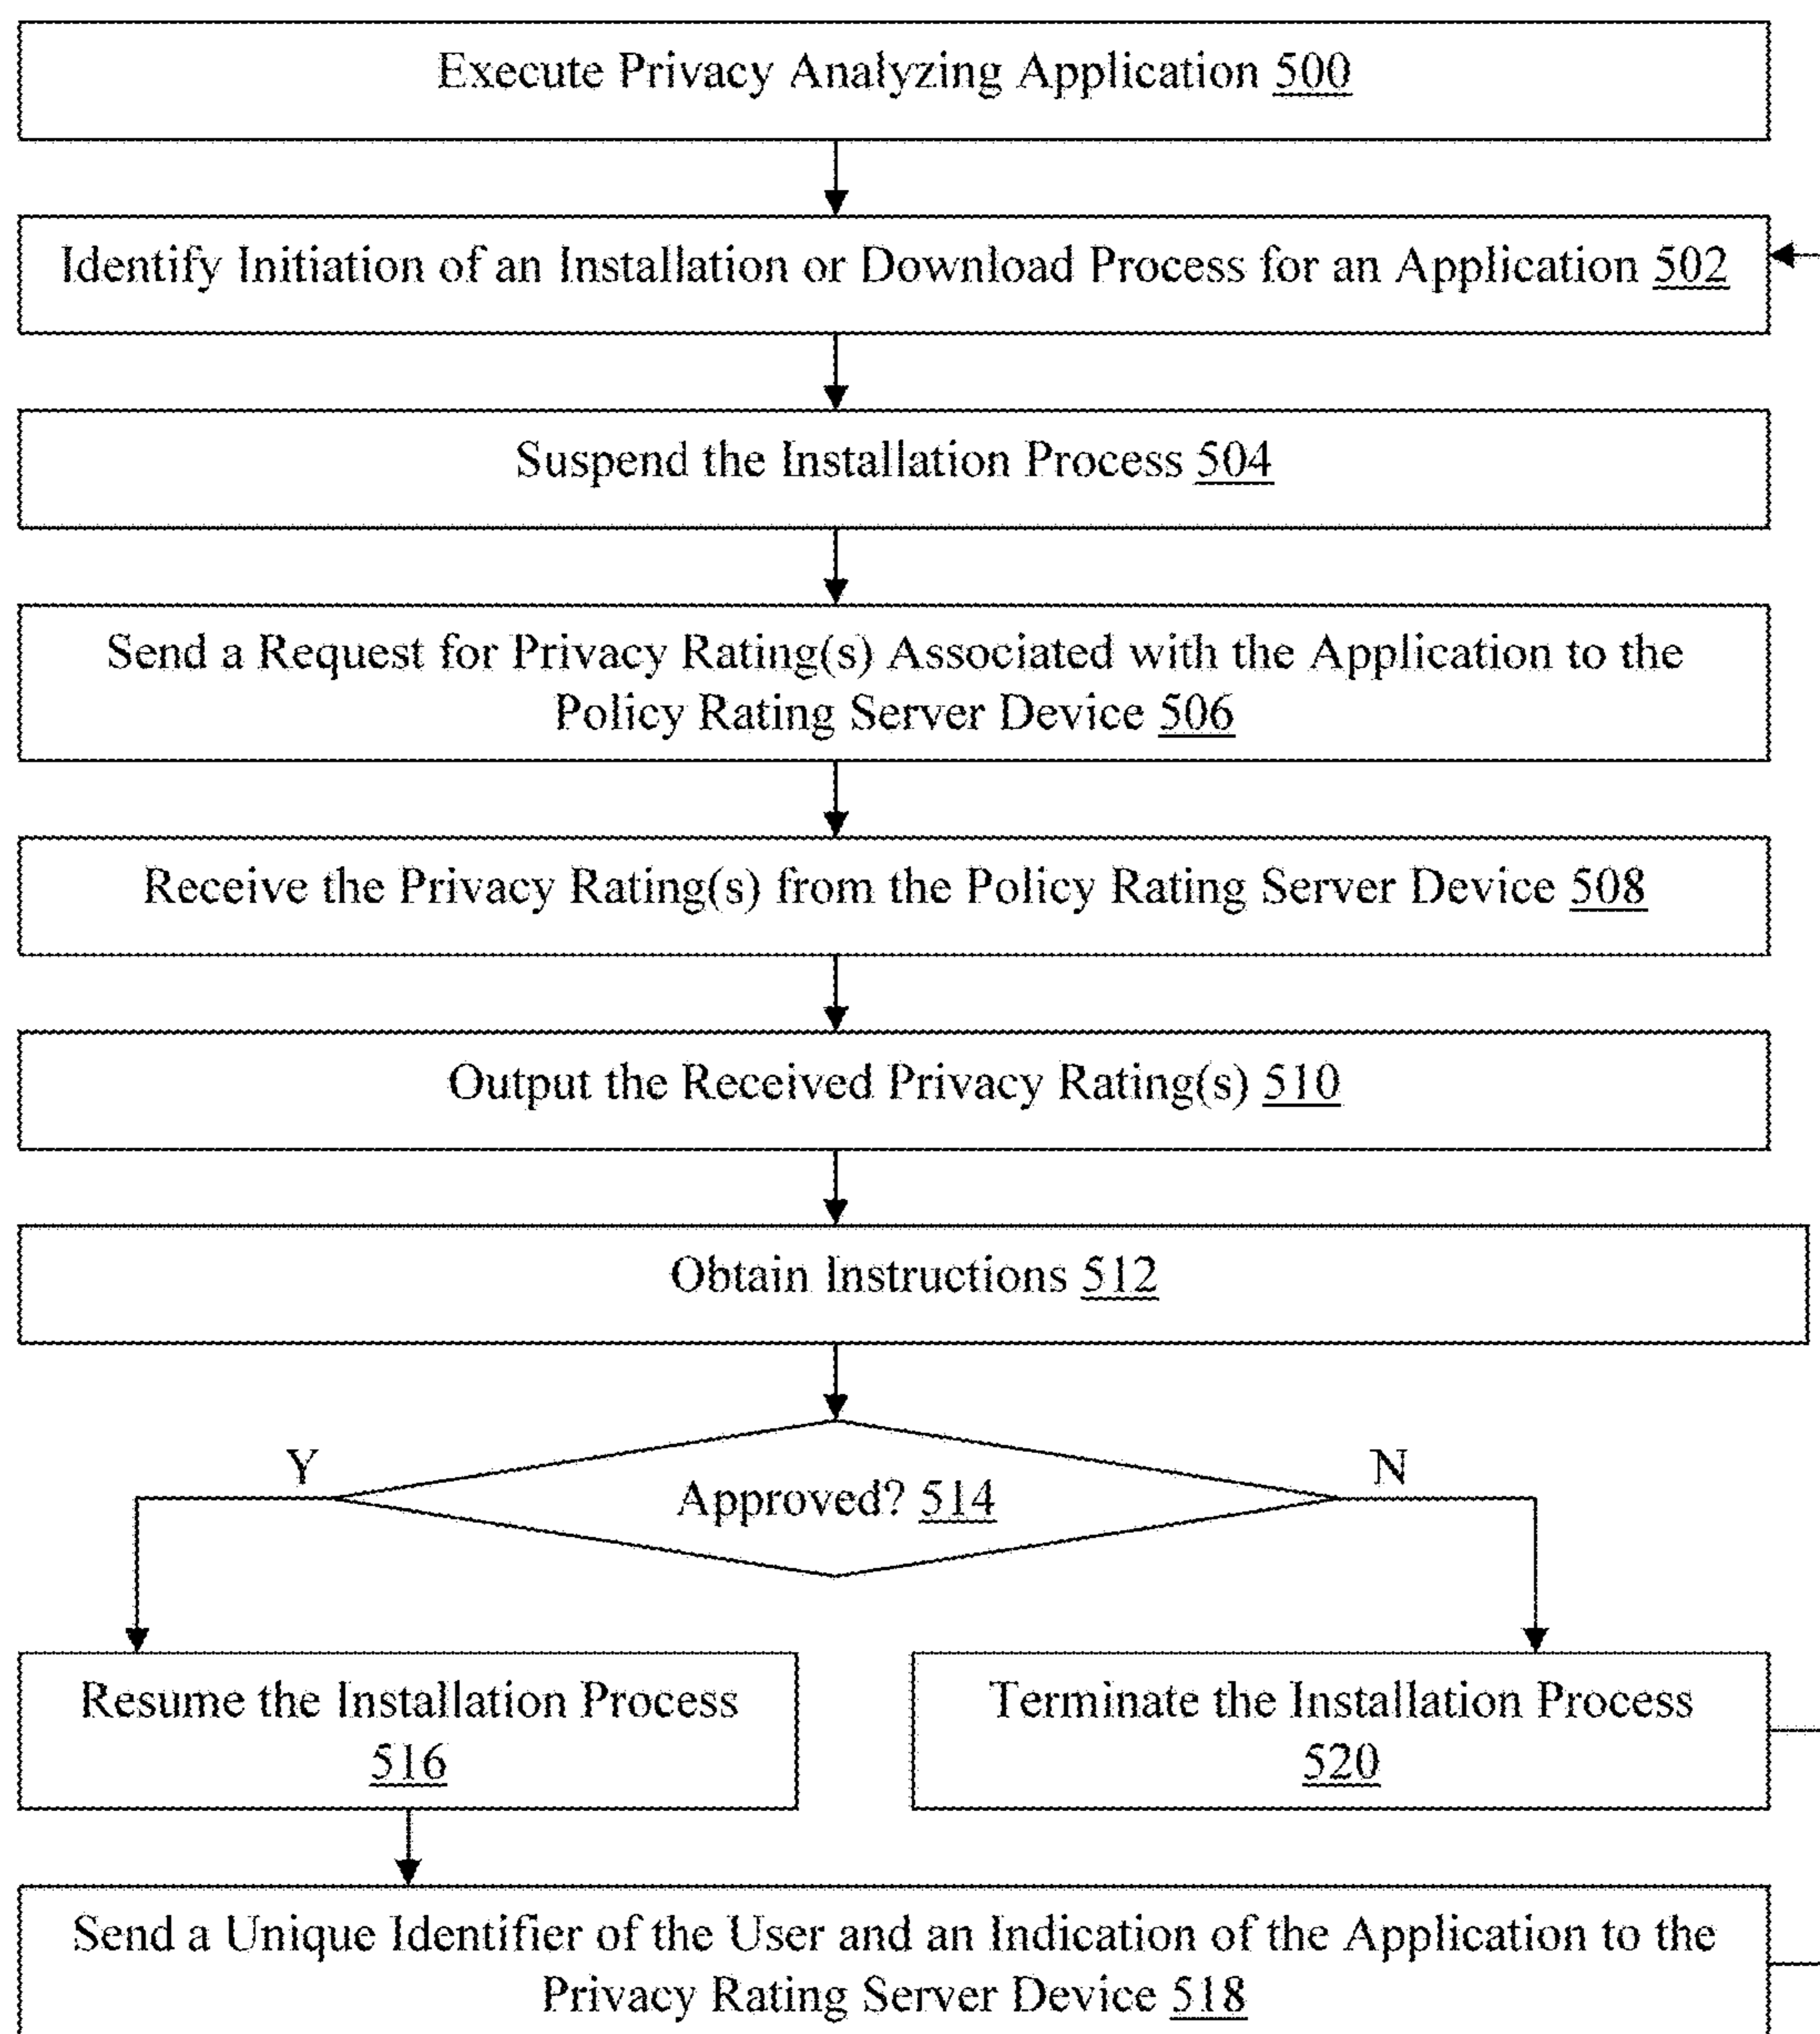 Execute Privacy Analyzing Application 500
Identify Initiation of an Installation or Download Process for an Application 502
Suspend the Installation Process 504
Send a Request for Privacy Rating(s) Associated with the Application to the
Policy Rating Server Device 506
Receive the Privacy Rating(s) from the Policy Rating Server Device 508
Output the Received Privacy Rating(s) 510
Obtain Instructions 512
Y
N
Approved? 514
Resume the Installation Process
516
Terminate the Installation Process
520
Send a Unique Identifier of the User and an Indication of the Application to the
Privacy Rating Server Device 518